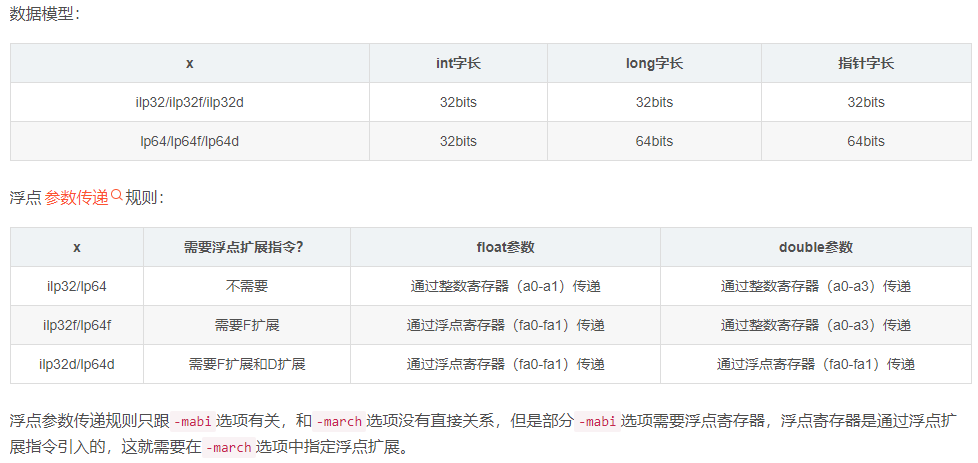 数据模型：
x int字长 long字长 指针字长
ilp32/ilp32f/ilp32d 32bits 32bits 32bits
lp64/lp64f/lp64d 32bits 64bits 64bits
浮点参数传递规则：
x 需要浮点扩展指令？ float参数 double参数
ilp32/lp64 不需要 通过整数寄存器（a0-a1）传递 通过整数寄存器（a0-a3）传递
ilp32f/lp64f 需要F扩展 通过浮点寄存器（fa0-fa1）传递 通过整数寄存器（a0-a3）传递
ilp32d/lp64d 需要F扩展和D扩展 通过浮点寄存器（fa0-fa1）传递 通过浮点寄存器（fa0-fa1）传递
浮点参数传递规则只跟 -mabi 选项有关，和 -march 选项没有直接关系，但是部分 -mabi 选项需要浮点寄存器，浮点寄存器是通过浮点扩
展指令引入的，这就需要在 -march 选项中指定浮点扩展。